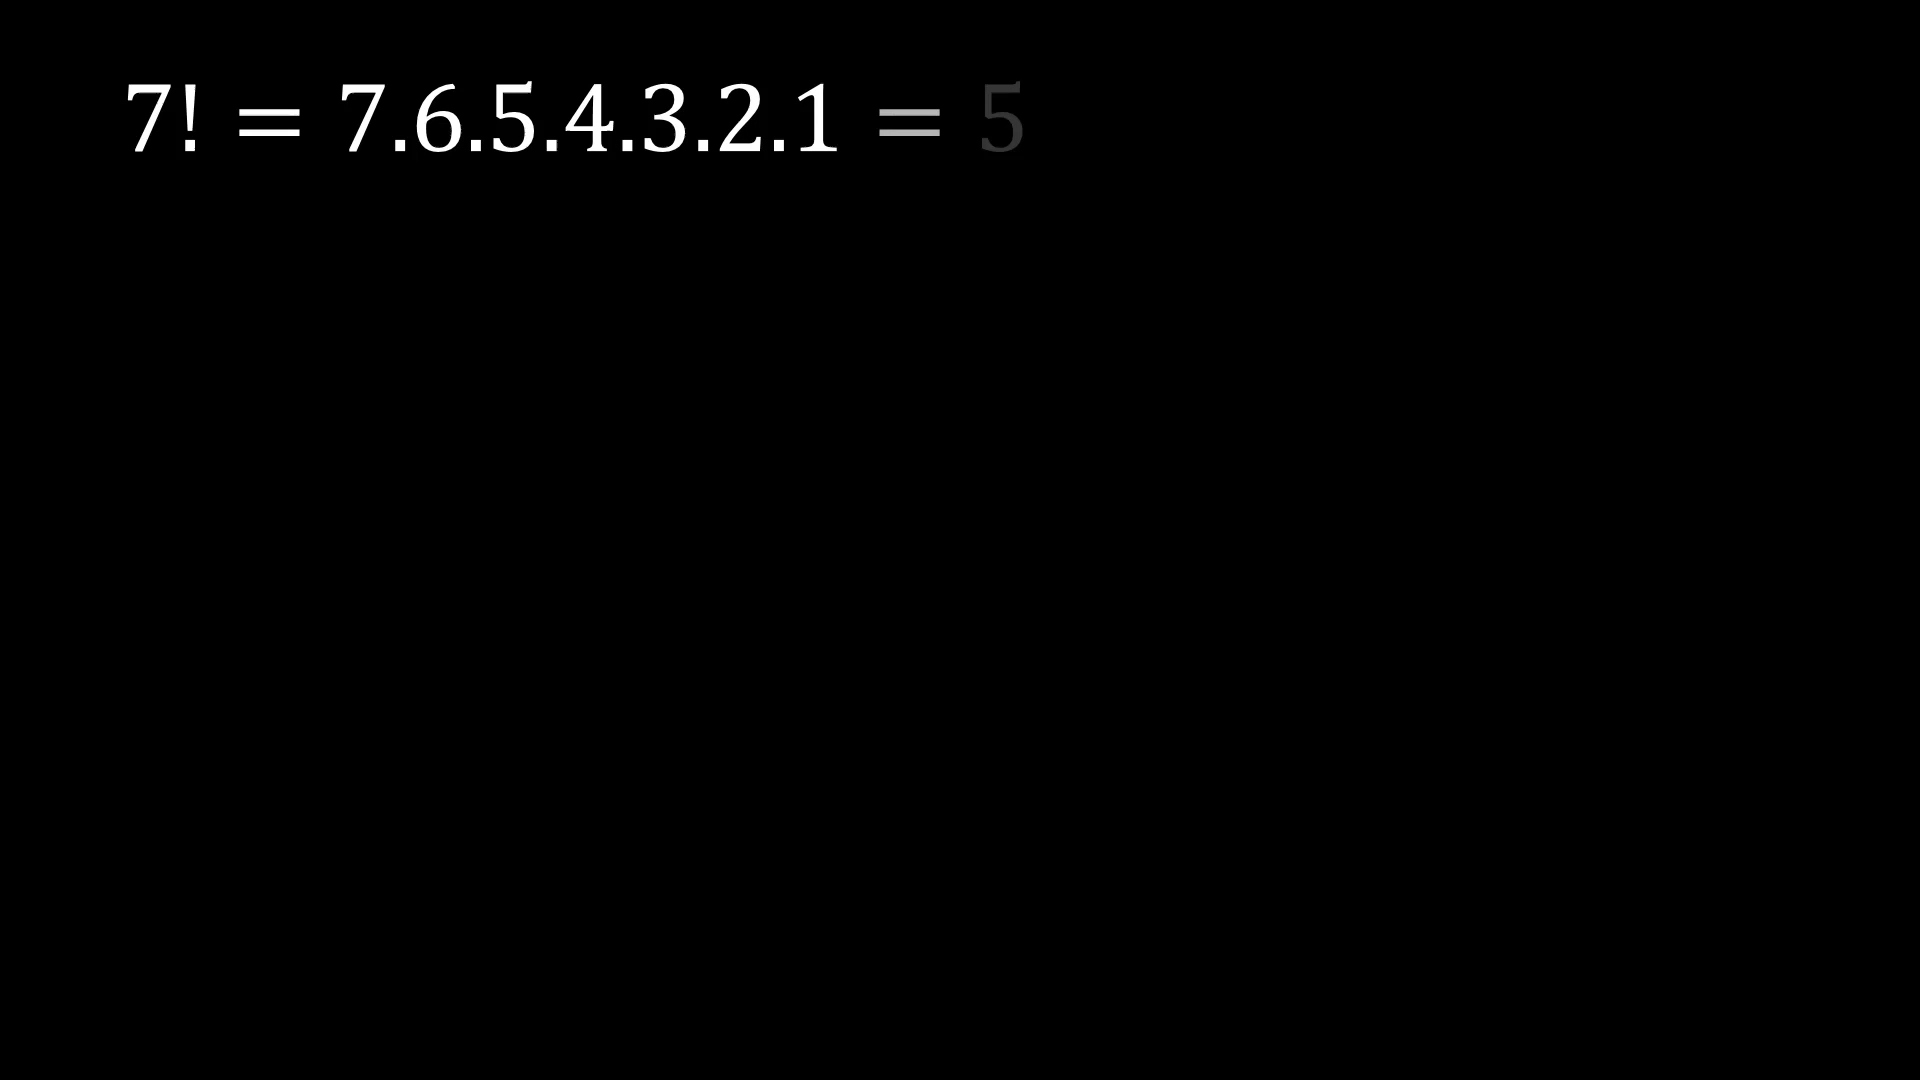 7! = 7.6.5.4.3.2.1 = 5